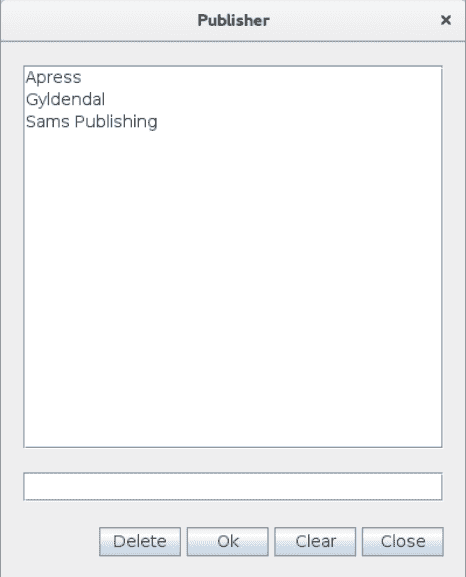 Publisher
Apress
Gyldendal
Sams Publishing
Delete Ok Clear Close